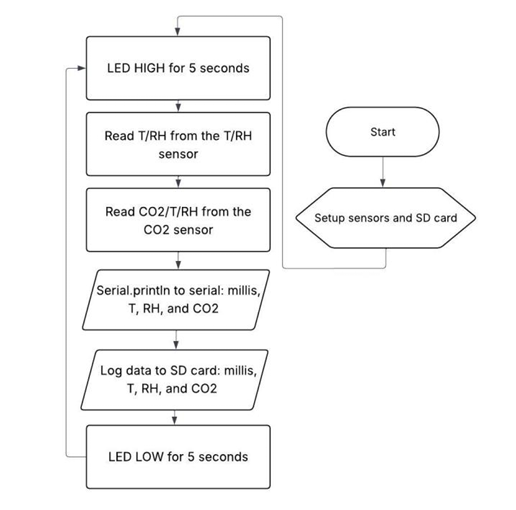 LED HIGH for 5 seconds
Read T/RH from the T/RH
sensor
Read CO2/T/RH from the
CO2 sensor
Serial.println to serial: millis,
T, RH, and CO2
Log data to SD card: millis,
T, RH, and CO2
LED LOW for 5 seconds
Start
Setup sensors and SD card